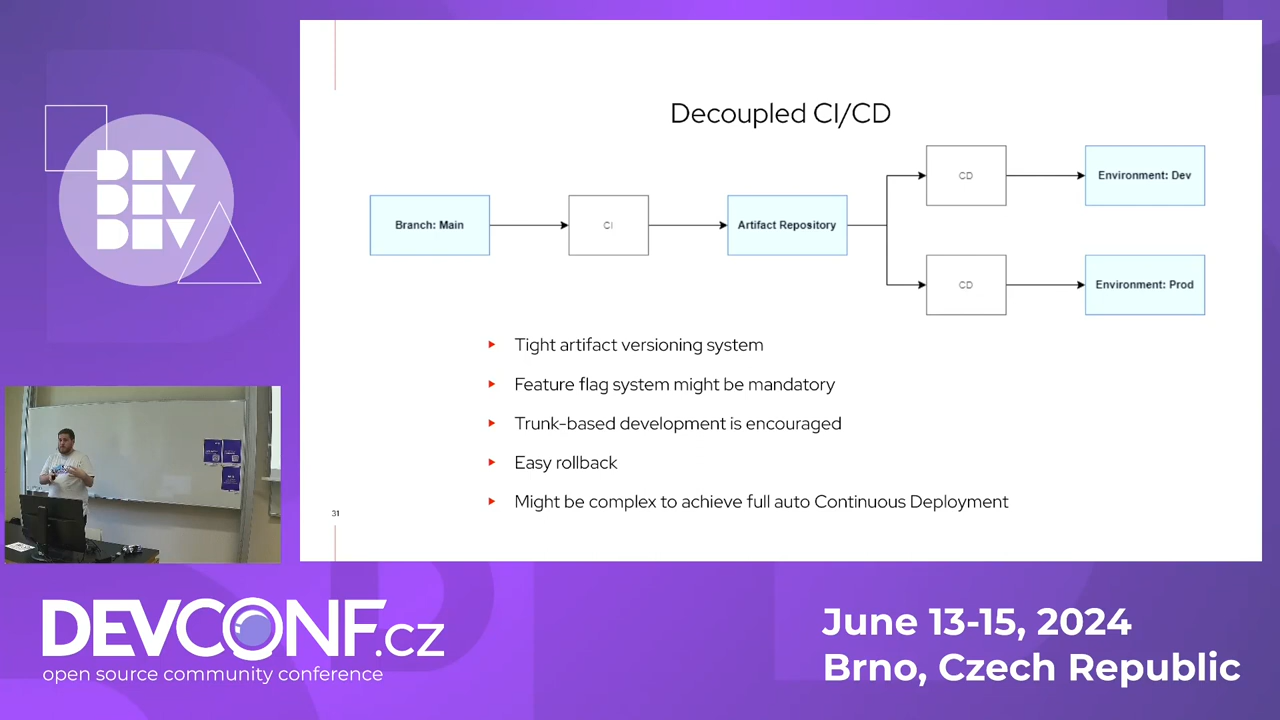 DEV
DEV
DEV
Decoupled CI/CD
Branch: Main
CI
Artifact Repository
CD
Environment: Dev
CD
Environment: Prod
Tight artifact versioning system
Feature flag system might be mandatory
Trunk-based development is encouraged
Easy rollback
Might be complex to achieve full auto Continuous Deployment
31
DEVCONF.cz
open source community conference
June 13-15, 2024
Brno, Czech Republic